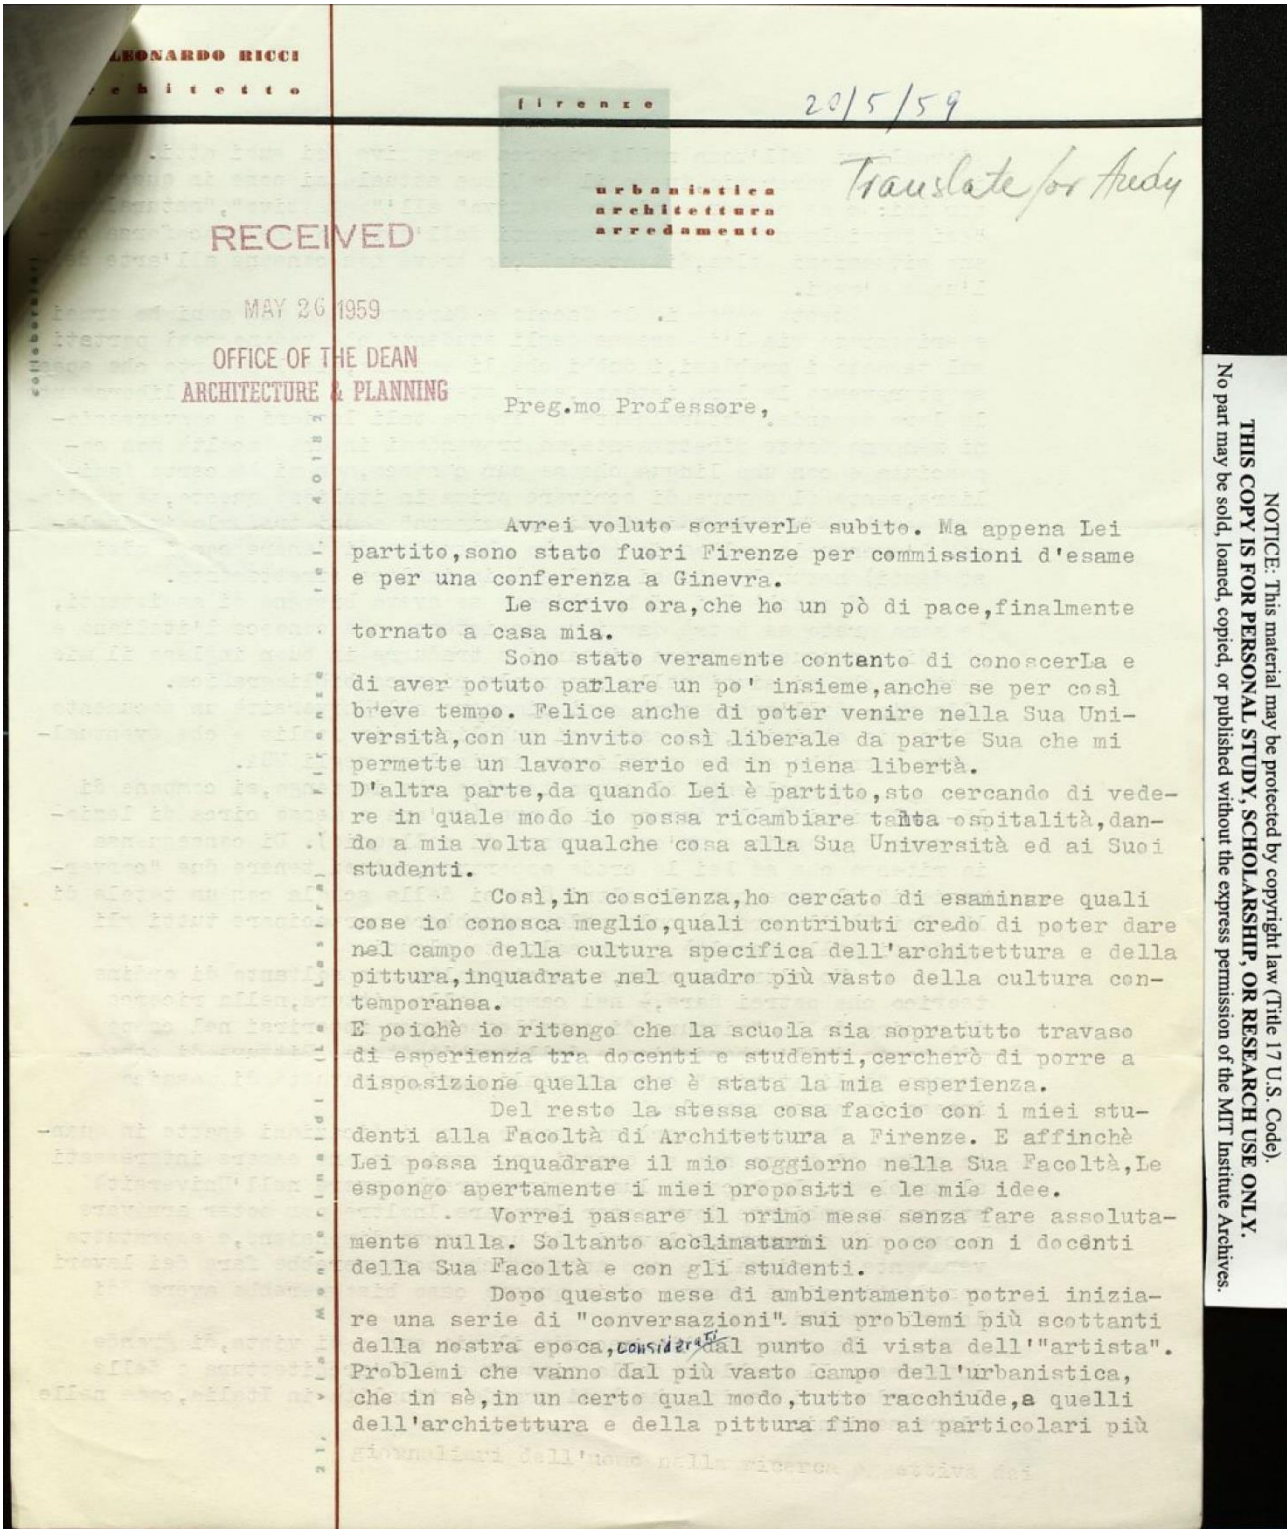 LEONARDO RICCI
architetto
firenze
20/5/59
Translate for Andy
urbanistica
architettura
arredamento
RECEIVED
MAY 26 1959
OFFICE OF THE DEAN
ARCHITECTURE & PLANNING
collaboratori
Preg.mo Professore,
Avrei voluto scriverLe subito. Ma appena Lei
partito,sono stato fuori Firenze per commissioni d'esame
e per una conferenza a Ginevra.
Le scrivo ora,che ho un pò di pace,finalmente
tornato a casa mia.
Sono stato veramente contento di conoscerLa e
di aver potuto parlare un po' insieme,anche se per così
breve tempo. Felice anche di poter venire nella Sua Uni-
versità,con un invito così liberale da parte Sua che mi
permette un lavoro serio ed in piena libertà.
D'altra parte,da quando Lei è partito,sto cercando di vede-
re in quale modo io possa ricambiare tanta ospitalità,dan-
do a mia volta qualche cosa alla Sua Università ed ai Suoi
studenti.
Così,in coscienza,ho cercato di esaminare quali
cose io conosca meglio,quali contributi credo di poter dare
nel campo della cultura specifica dell'architettura e della
pittura,inquadrate nel quadro più vasto della cultura con-
temporanea.
E poichè io ritengo che la scuola sia sopratutto travaso
di esperienza tra docenti e studenti,cercherò di porre a
disposizione quella che è stata la mia esperienza.
Del resto la stessa cosa faccio con i miei stu-
denti alla Facoltà di Architettura a Firenze. E affinchè
Lei possa inquadrare il mio soggiorno nella Sua Facoltà,Le
espongo apertamente i miei propositi e le mie idee.
Vorrei passare il primo mese senza fare assoluta-
mente nulla. Soltanto acclimatarmi un poco con i docenti
della Sua Facoltà e con gli studenti.
Dopo questo mese di ambientamento potrei inizia-
re una serie di "conversazioni" sui problemi più scottanti
della nostra epoca,considerati dal punto di vista dell'"artista".
Problemi che vanno dal più vasto campo dell'urbanistica,
che in sè,in un certo qual modo,tutto racchiude,a quelli
dell'architettura e della pittura fino ai particolari più
giornalieri dell'uomo nella ricerca
NOTICE: This material may be protected by copyright law (Title 17 U.S. Code).
THIS COPY IS FOR PERSONAL STUDY, SCHOLARSHIP, OR RESEARCH USE ONLY.
No part may be sold, loaned, copied, or published without the express permission of the MIT Institute Archives.